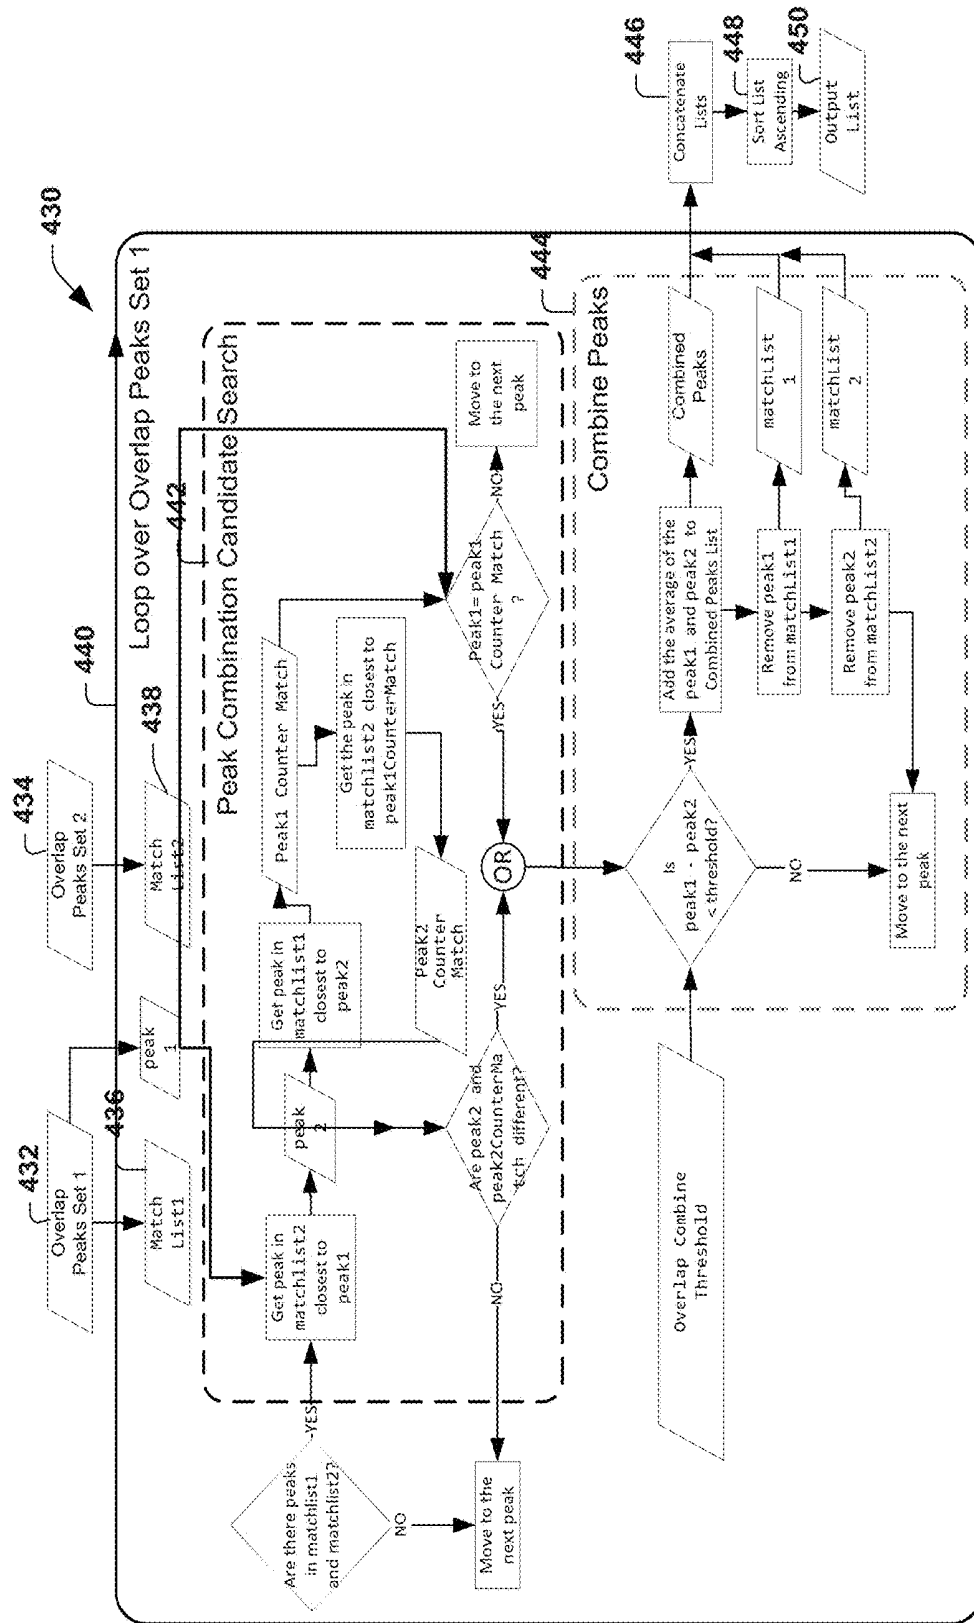 430
432
Overlap
Peaks Set 1
434
Overlap
Peaks Set 2
436
Match
List1
peak
1
Match
List2
438
440
Loop over Overlap Peaks Set 1
442
Peak Combination Candidate Search
Are there peaks
in matchlist1
and matchlist2?
YES
NO
Move to the
next peak
Get peak in
matchlist2
closest to
peak1
peak
2
Get peak in
matchlist1
closest to
peak2
Peak1 Counter Match
Get the peak in
matchlist2 closest to
peak1CounterMatch
Peak2
Counter
Match
Are peak2 and
peak2CounterMa
tch different?
NO
YES
OR
YES
Peak1= peak1
Counter Match
?
NO
Move to
the next
peak
444
Combine Peaks
Overlap Combine
Threshold
Is
peak1 - peak2
<threshold?
YES
NO
Move to the next
peak
Add the average of the
peak1 and peak2 to
Combined Peaks List
Remove peak1
from matchList1
Remove peak2
from matchList2
Combined
Peaks
matchList
1
matchList
2
446
Concatenate
Lists
448
Sort List
Ascending
450
Output
List